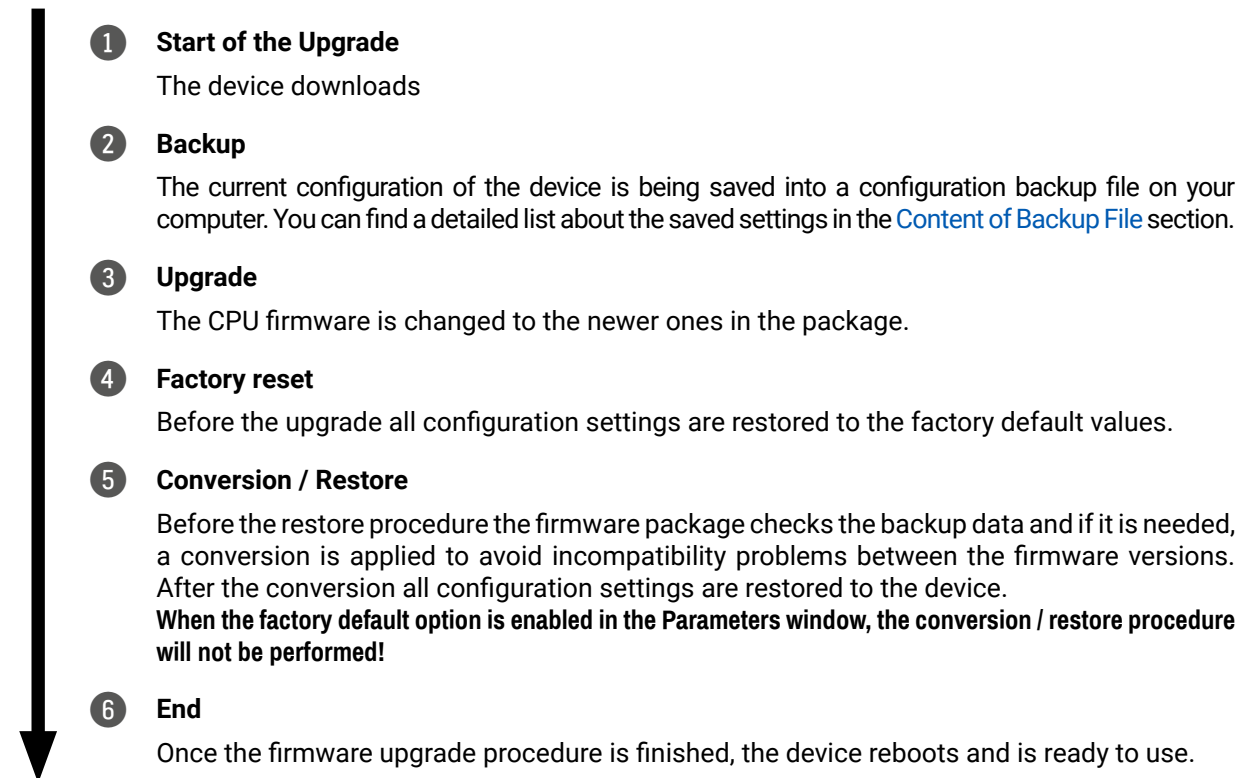 1 Start of the Upgrade
The device downloads
2 Backup
The current configuration of the device is being saved into a configuration backup file on your
computer. You can find a detailed list about the saved settings in the Content of Backup File section.
3 Upgrade
The CPU firmware is changed to the newer ones in the package.
4 Factory reset
Before the upgrade all configuration settings are restored to the factory default values.
5 Conversion / Restore
Before the restore procedure the firmware package checks the backup data and if it is needed,
a conversion is applied to avoid incompatibility problems between the firmware versions.
After the conversion all configuration settings are restored to the device.
When the factory default option is enabled in the Parameters window, the conversion / restore procedure
will not be performed!
6 End
Once the firmware upgrade procedure is finished, the device reboots and is ready to use.